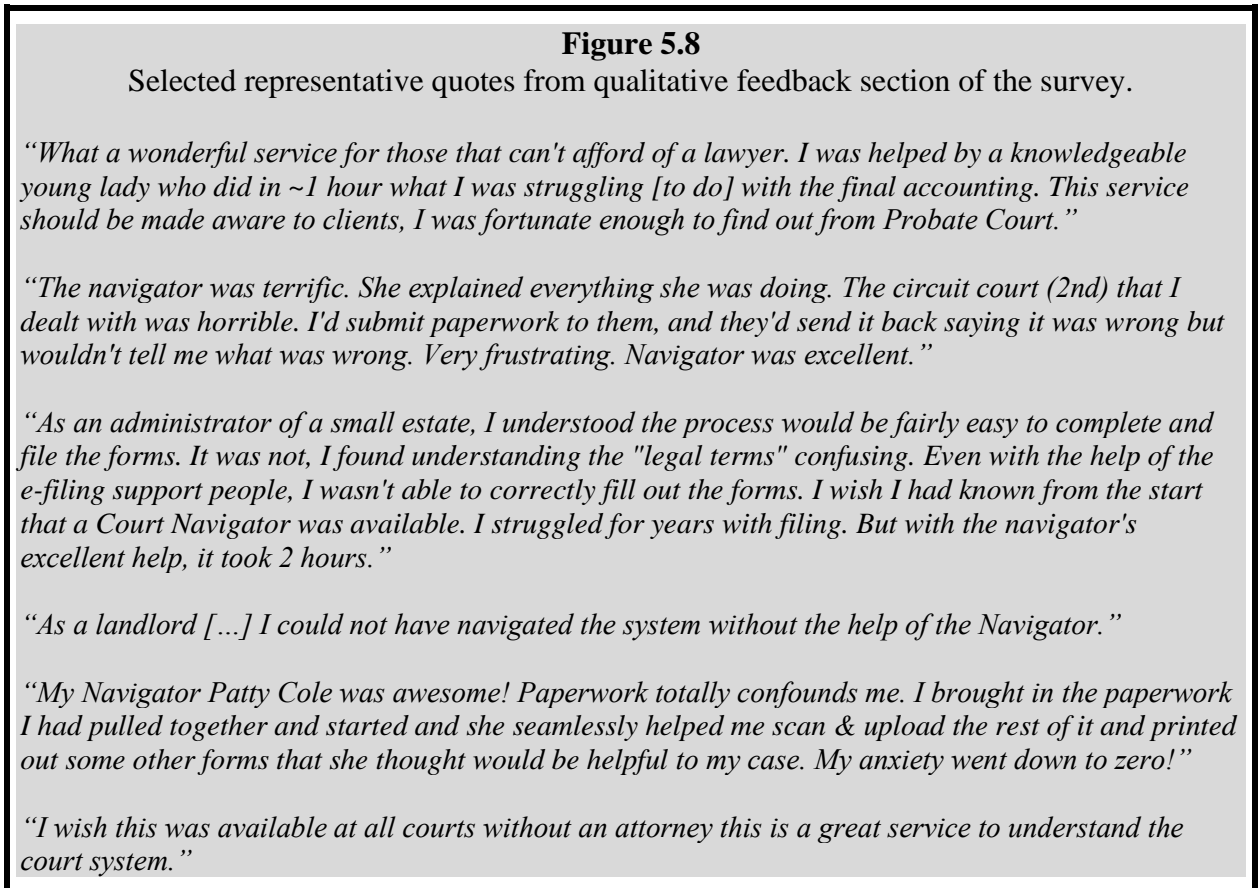 Figure 5.8
Selected representative quotes from qualitative feedback section of the survey.
“What a wonderful service for those that can't afford of a lawyer. I was helped by a knowledgeable
young lady who did in ~1 hour what I was struggling [to do] with the final accounting. This service
should be made aware to clients, I was fortunate enough to find out from Probate Court.”
“The navigator was terrific. She explained everything she was doing. The circuit court (2nd) that I
dealt with was horrible. I'd submit paperwork to them, and they'd send it back saying it was wrong but
wouldn't tell me what was wrong. Very frustrating. Navigator was excellent.”
“As an administrator of a small estate, I understood the process would be fairly easy to complete and
file the forms. It was not, I found understanding the "legal terms" confusing. Even with the help of the
e-filing support people, I wasn't able to correctly fill out the forms. I wish I had known from the start
that a Court Navigator was available. I struggled for years with filing. But with the navigator's
excellent help, it took 2 hours.”
“As a landlord […] I could not have navigated the system without the help of the Navigator.”
“My Navigator Patty Cole was awesome! Paperwork totally confounds me. I brought in the paperwork
I had pulled together and started and she seamlessly helped me scan & upload the rest of it and printed
out some other forms that she thought would be helpful to my case. My anxiety went down to zero!”
“I wish this was available at all courts without an attorney this is a great service to understand the
court system.”